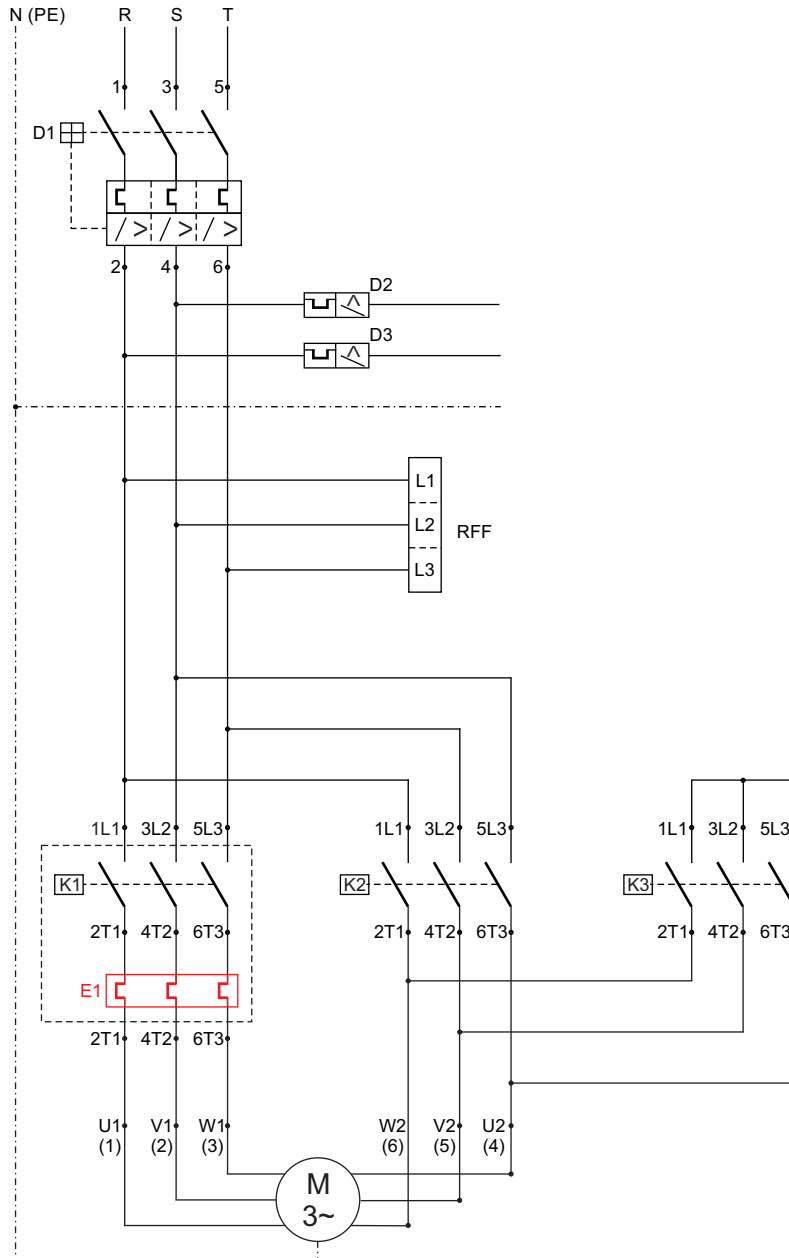 N (PE) R S T
1 3 5
D1
2 4 6
D2
D3
L1
L2 RFF
L3
1L1 3L2 5L3 1L1 3L2 5L3 1L1 3L2 5L3
K1 K2 K3
2T1 4T2 6T3 2T1 4T2 6T3 2T1 4T2 6T3
E1
2T1 4T2 6T3
U1 V1 W1 W2 V2 U2
(1) (2) (3) (6) (5) (4)
M
3~